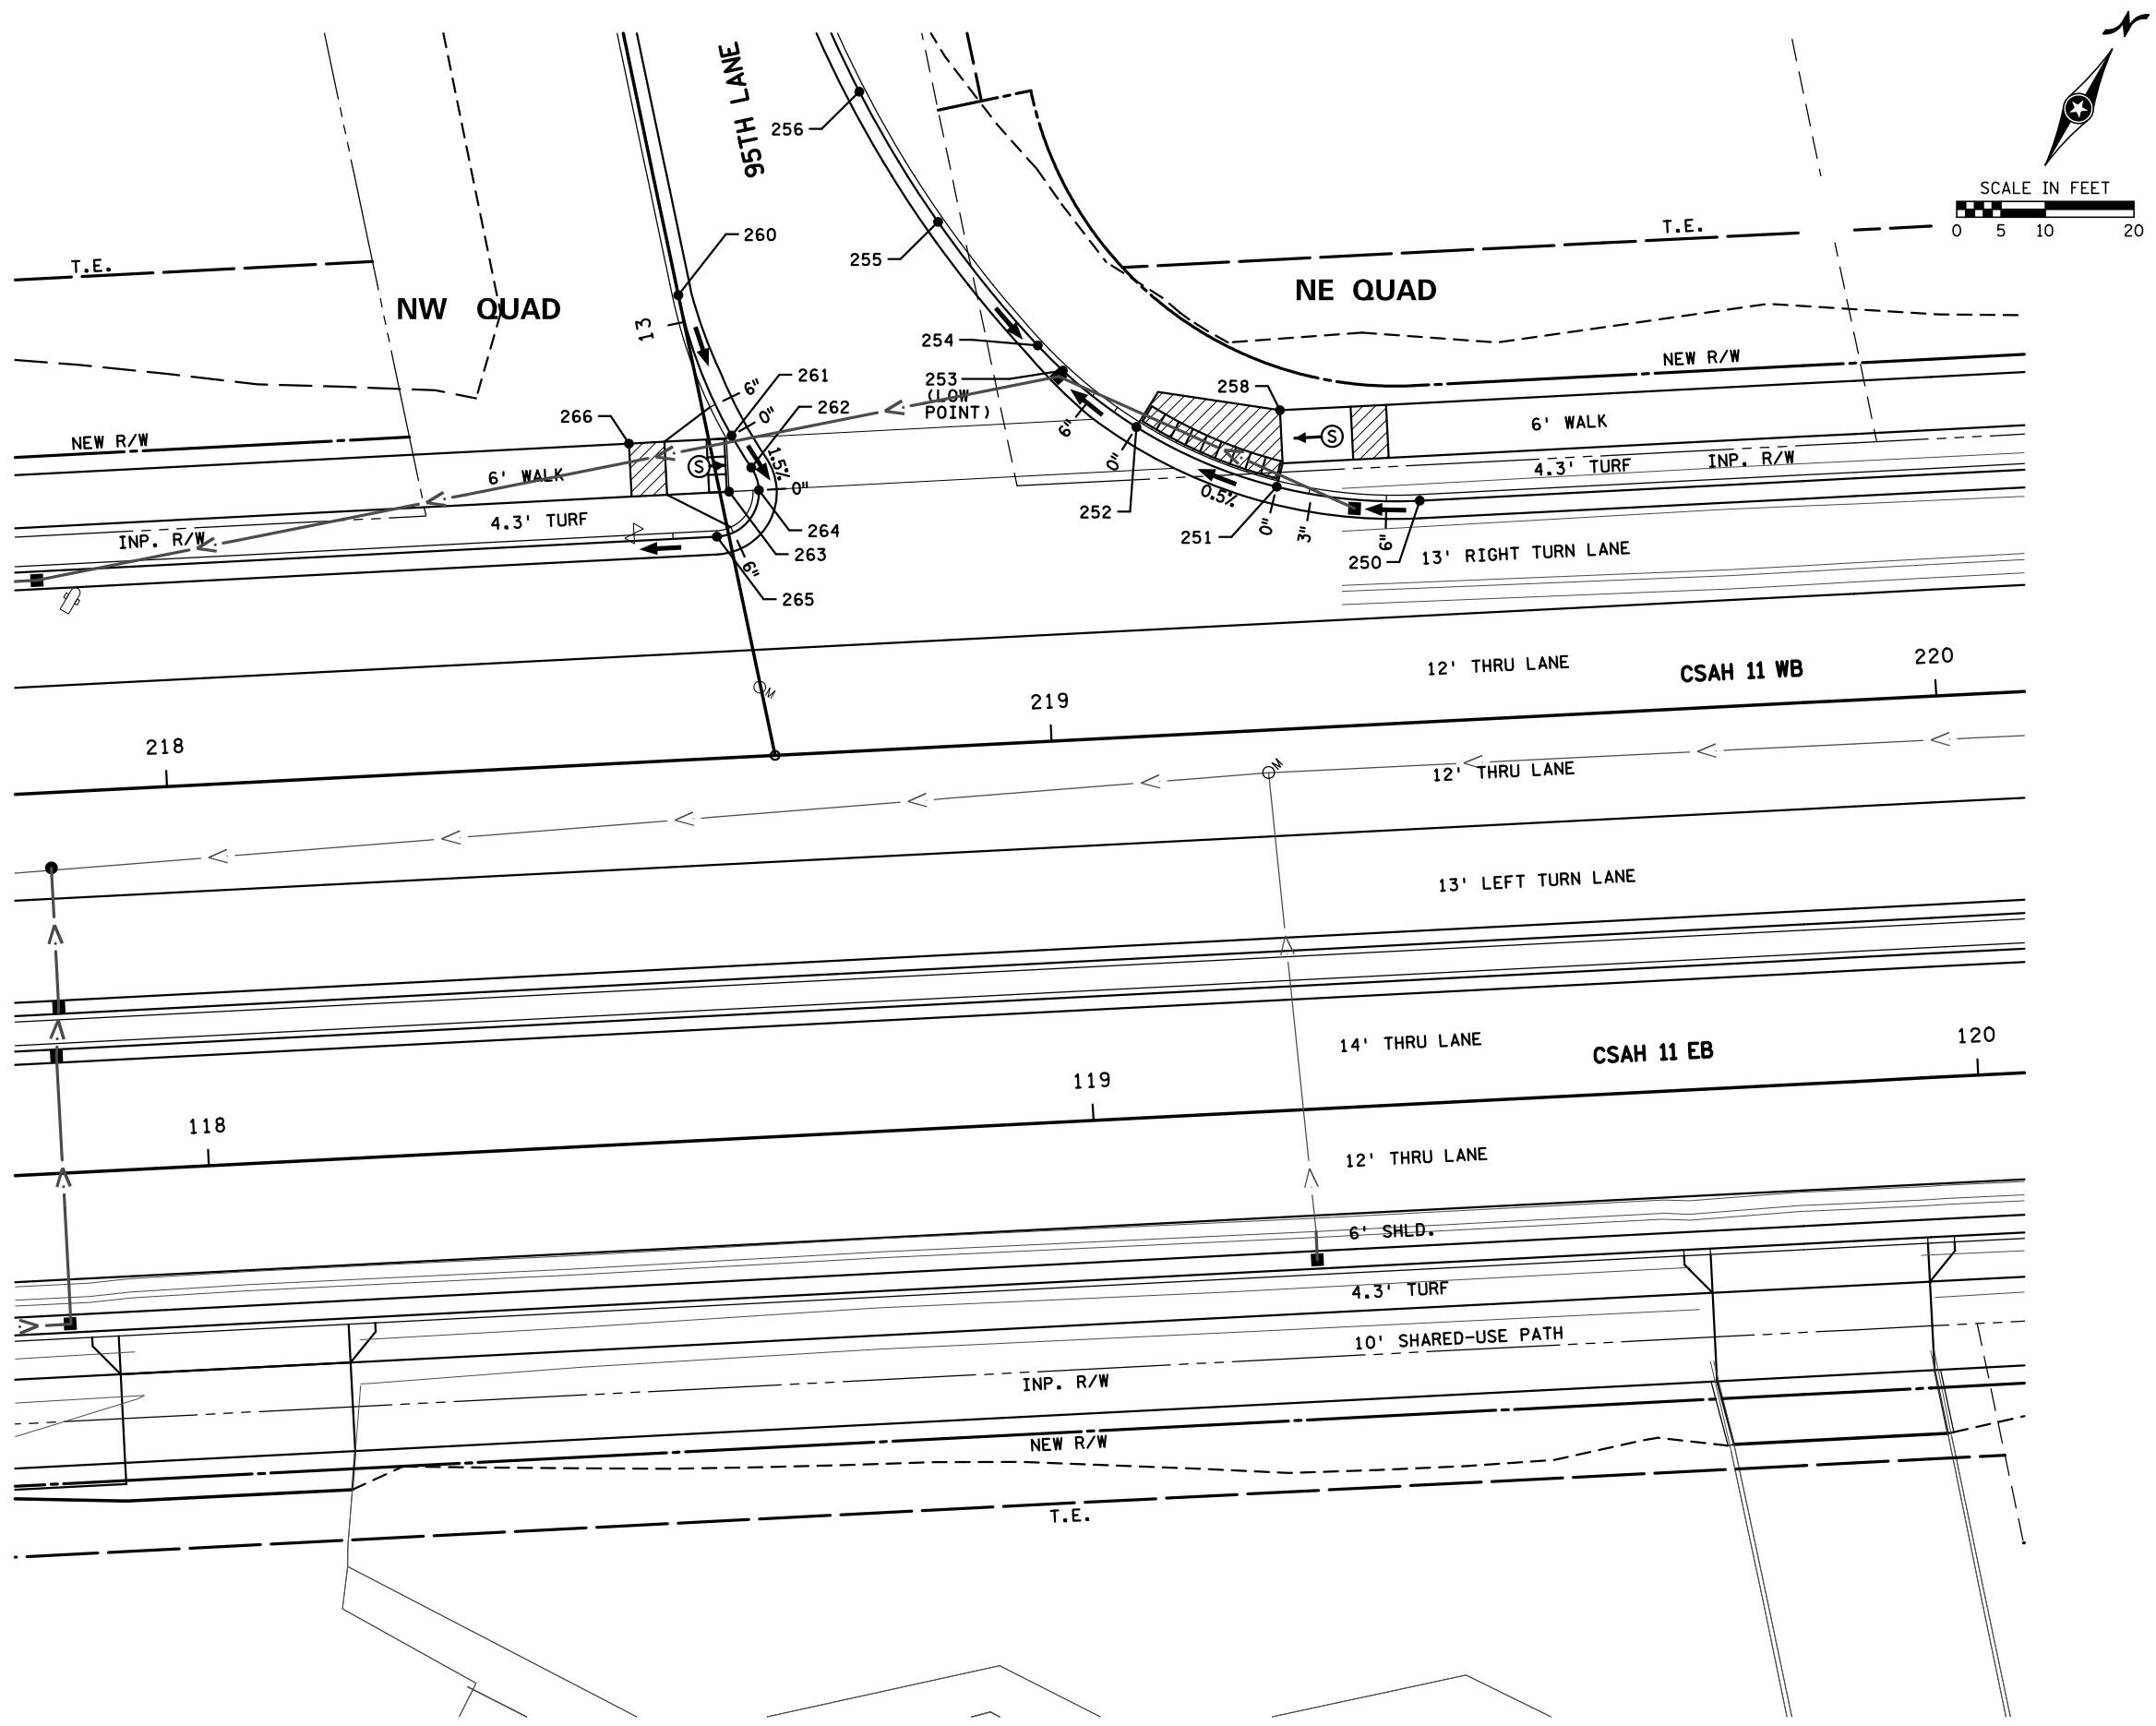 N
95TH LANE
256
SCALE IN FEET
0 5 10 20
T.E.
260
255
T.E.
NW QUAD
NE QUAD
13
254
NEW R/W
261
6"
253
(LOW
POINT)
258
0"
262
266
6"
6' WALK
NEW R/W
S
S
0"
1.5%
4.3' TURF
INP. R/W
6' WALK
0"
0.5%
252
4.3' TURF
264
251
0"
3"
6"
INP. R/W
263
250
13' RIGHT TURN LANE
6"
265
12' THRU LANE
CSAH 11 WB
220
M
219
218
M
12' THRU LANE
13' LEFT TURN LANE
14' THRU LANE
CSAH 11 EB
120
119
118
12' THRU LANE
6' SHLD.
4.3' TURF
10' SHARED-USE PATH
INP. R/W
NEW R/W
T.E.